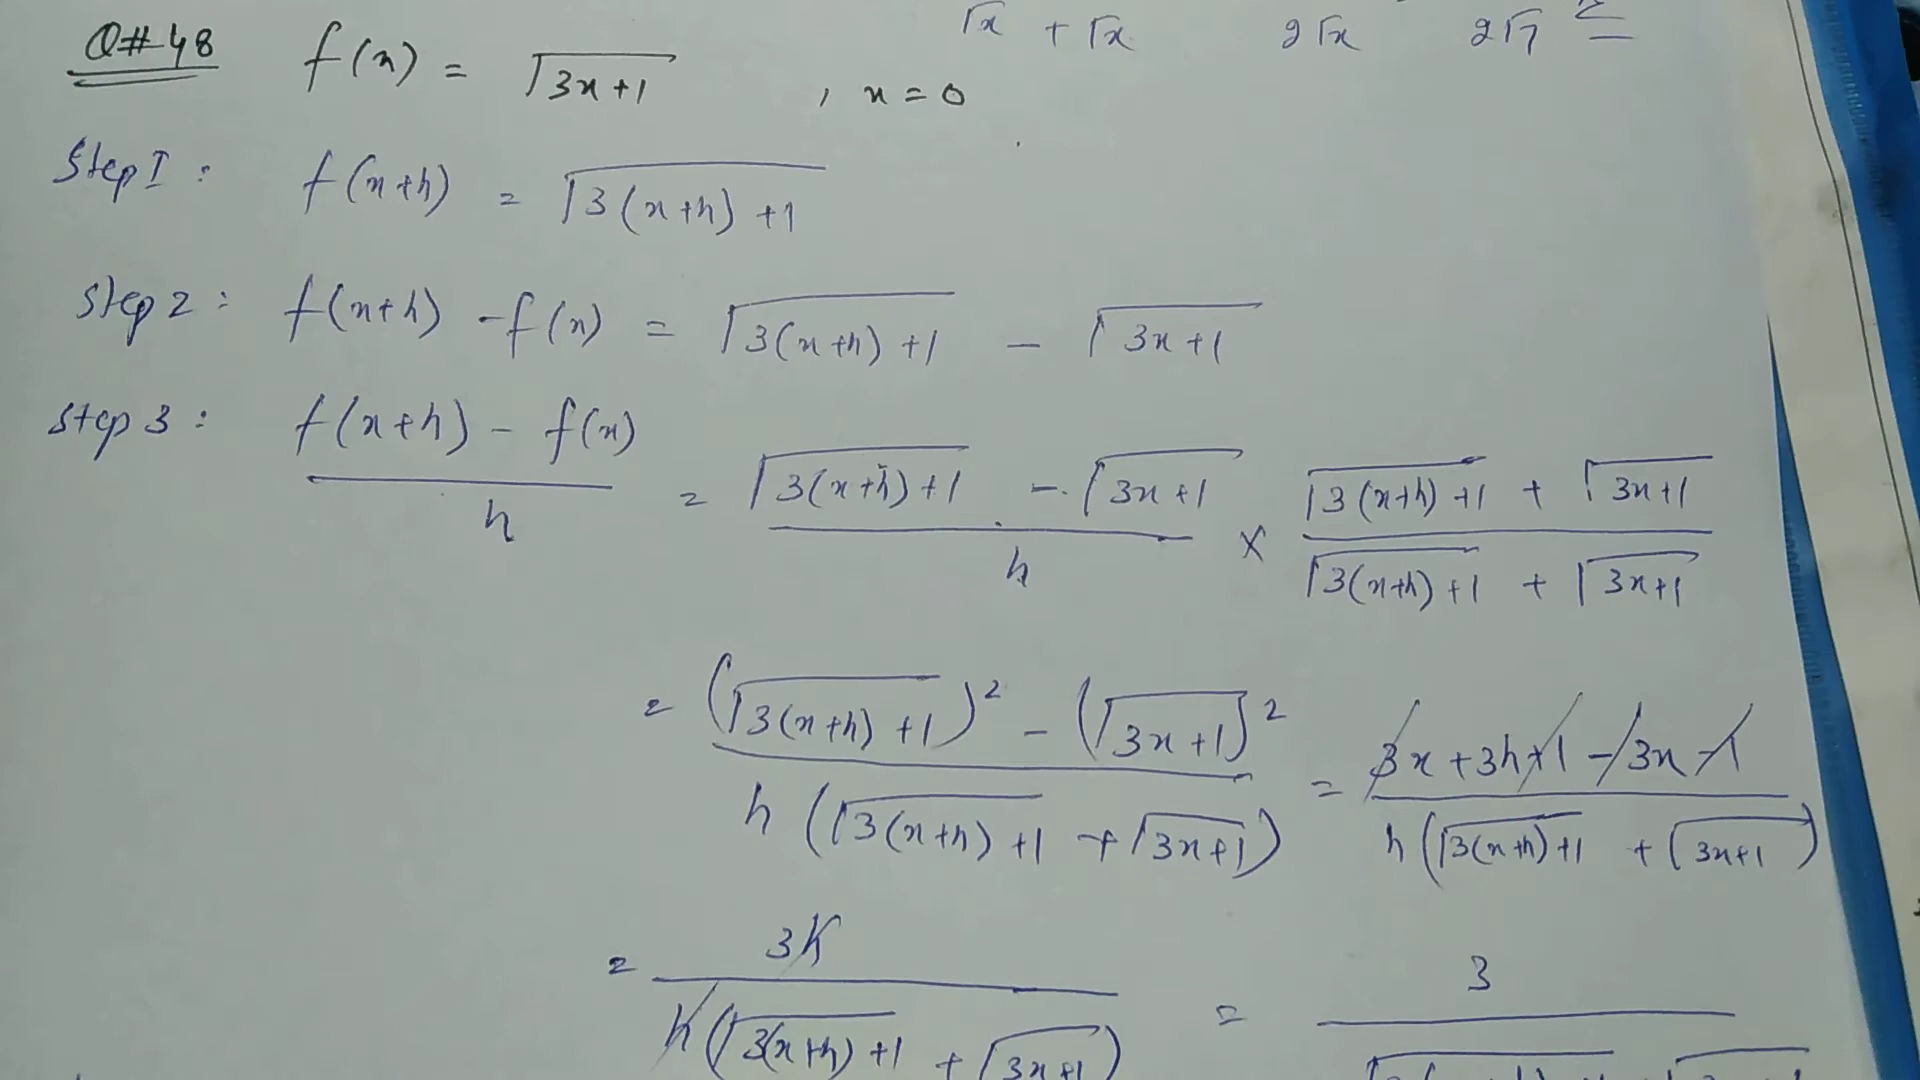 √x + √x 2√x 2√7
Q#48 f(x) = √(3x+1) , x=0
Step I : f(x+h) = √(3(x+h)+1)
Step 2 : f(x+h) - f(x) = √(3(x+h)+1) - √(3x+1)
Step 3 : (f(x+h) - f(x))/h = (√(3(x+h)+1) - √(3x+1))/h × (√(3(x+h)+1) + √(3x+1))/(√(3(x+h)+1) + √(3x+1))
= ((√(3(x+h)+1))² - (√(3x+1))²)/(h(√(3(x+h)+1) + √(3x+1))) = (3x+3h+1-3x-1)/(h(√(3(x+h)+1) + √(3x+1)))
= 3h/(h(√(3(x+h)+1) + √(3x+1))) = 3